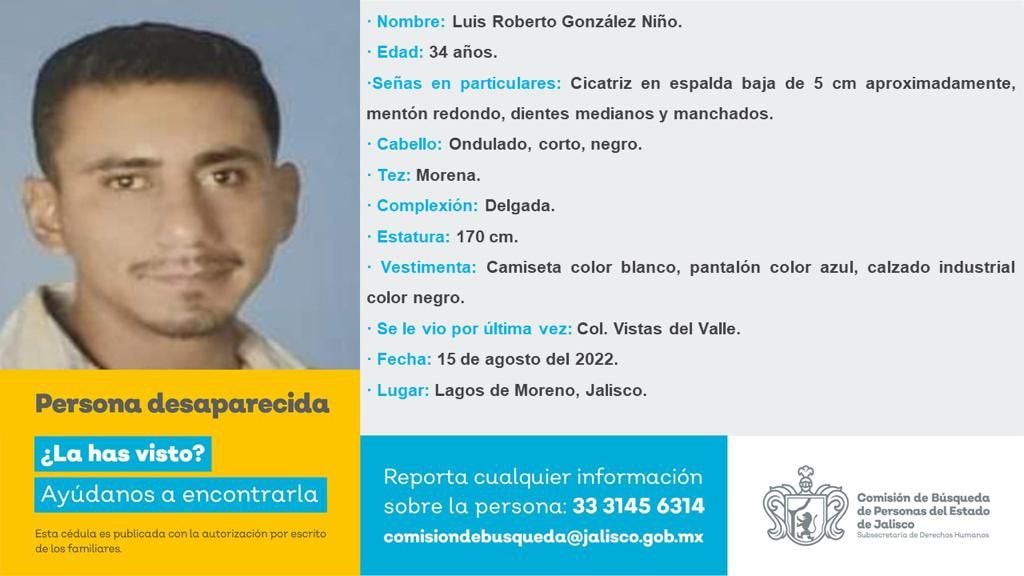 · Nombre: Luis Roberto González Niño.
· Edad: 34 años.
·Señas en particulares: Cicatriz en espalda baja de 5 cm aproximadamente,
mentón redondo, dientes medianos y manchados.
· Cabello: Ondulado, corto, negro.
· Tez: Morena.
· Complexión: Delgada.
· Estatura: 170 cm.
· Vestimenta: Camiseta color blanco, pantalón color azul, calzado industrial
color negro.
· Se le vio por última vez: Col. Vistas del Valle.
· Fecha: 15 de agosto del 2022.
· Lugar: Lagos de Moreno, Jalisco.
Persona desaparecida
¿La has visto?
Ayúdanos a encontrarla
Esta cédula es publicada con la autorización por escrito
de los familiares.
Reporta cualquier información
sobre la persona: 33 3145 6314
comisiondebusqueda@jalisco.gob.mx
Comisión de Búsqueda
de Personas del Estado
de Jalisco
Subsecretaría de Derechos Humanos